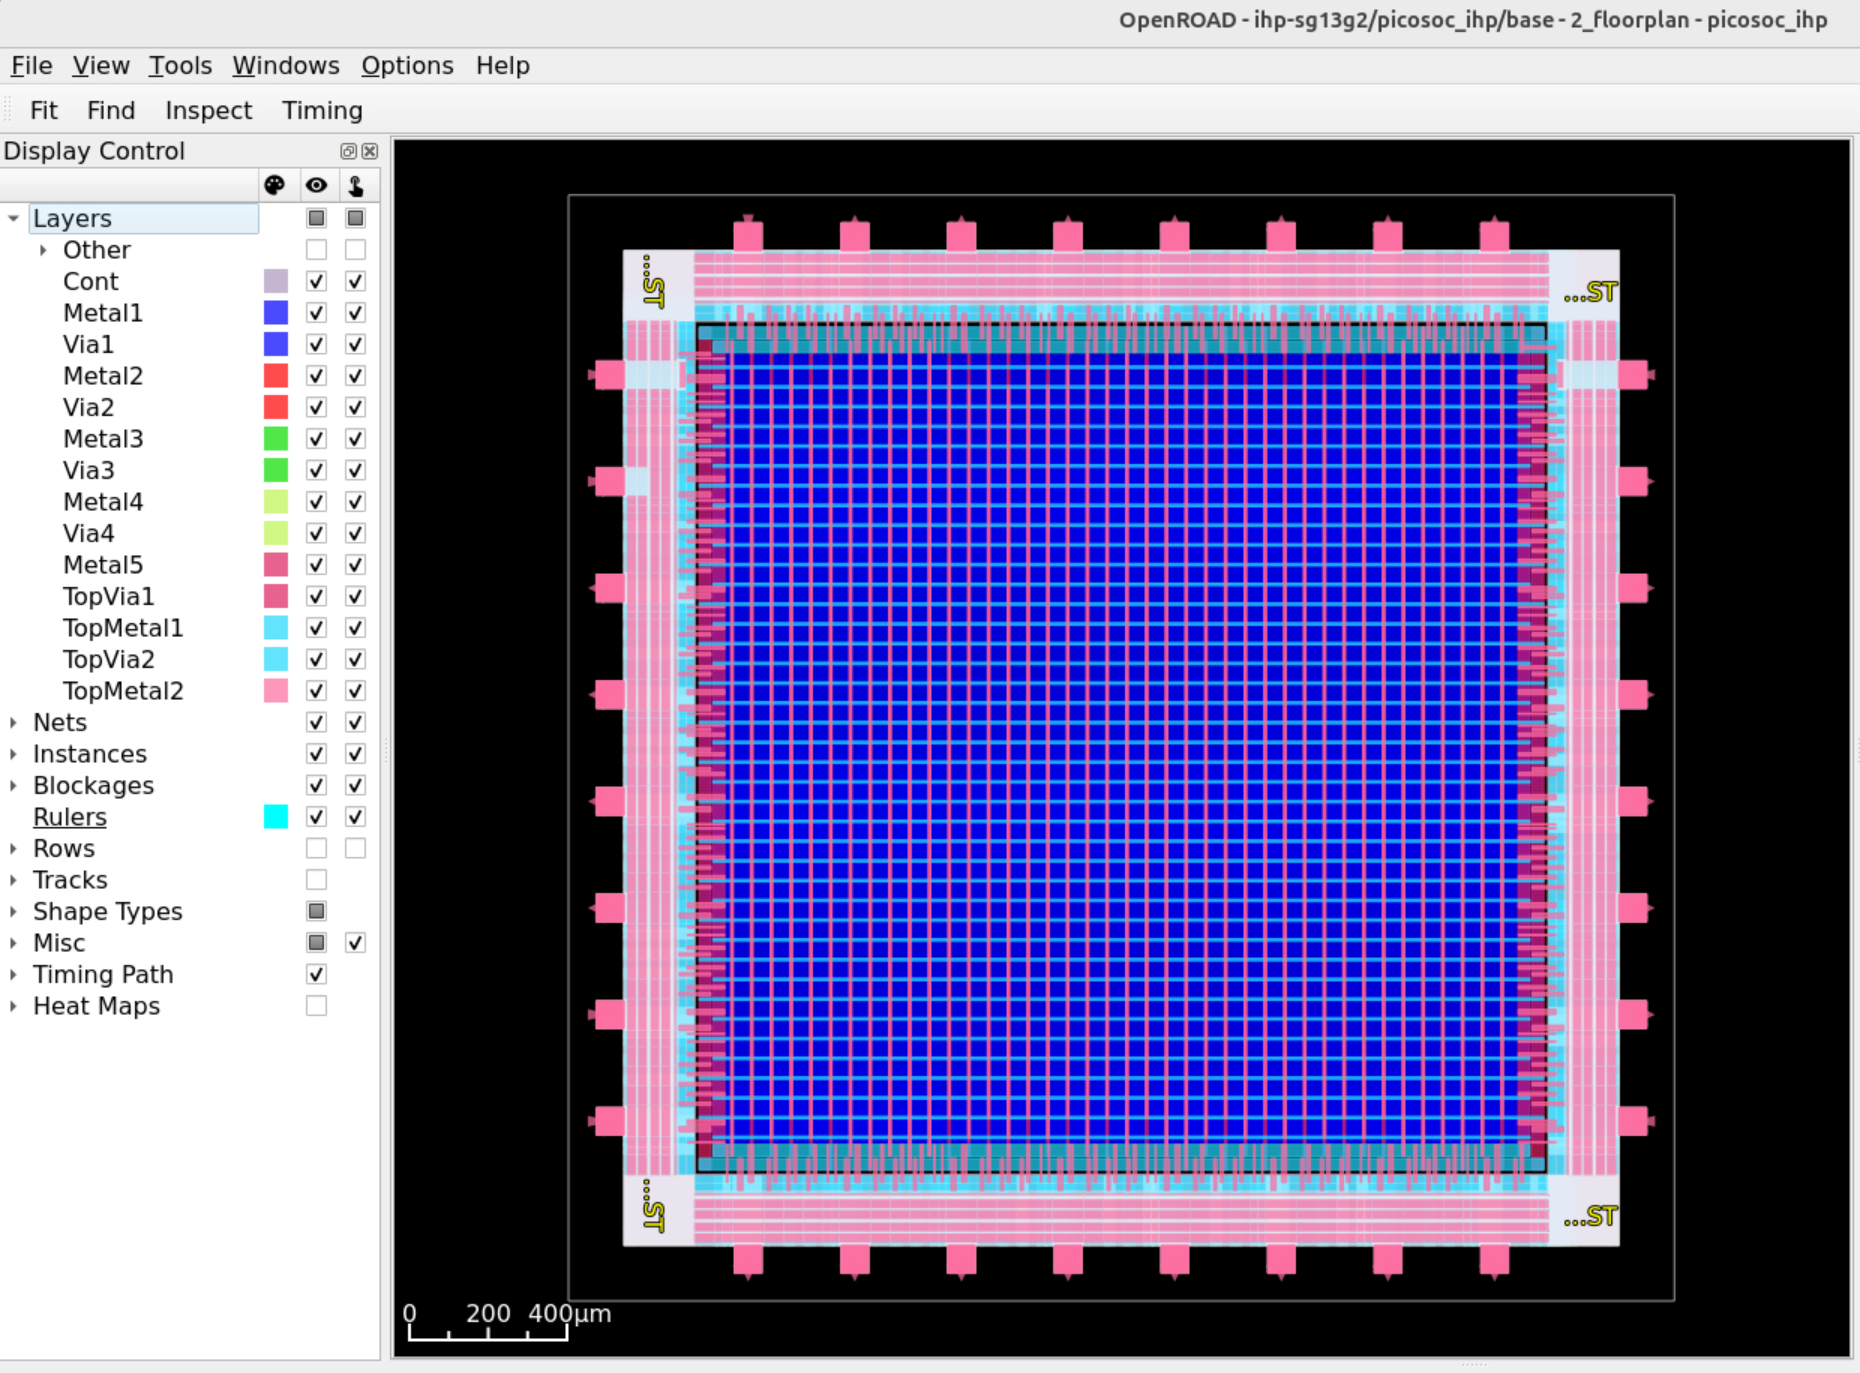 OpenROAD - ihp-sg13g2/picosoc_ihp/base - 2_floorplan - picosoc_ihp
File View Tools Windows Options Help
Fit Find Inspect Timing
Display Control
Layers
Other
Cont
Metal1
Via1
Metal2
Via2
Metal3
Via3
Metal4
Via4
Metal5
TopVia1
TopMetal1
TopVia2
TopMetal2
Nets
Instances
Blockages
Rulers
Rows
Tracks
Shape Types
Misc
Timing Path
Heat Maps
...ST
...ST
...ST
...ST
0 200 400μm